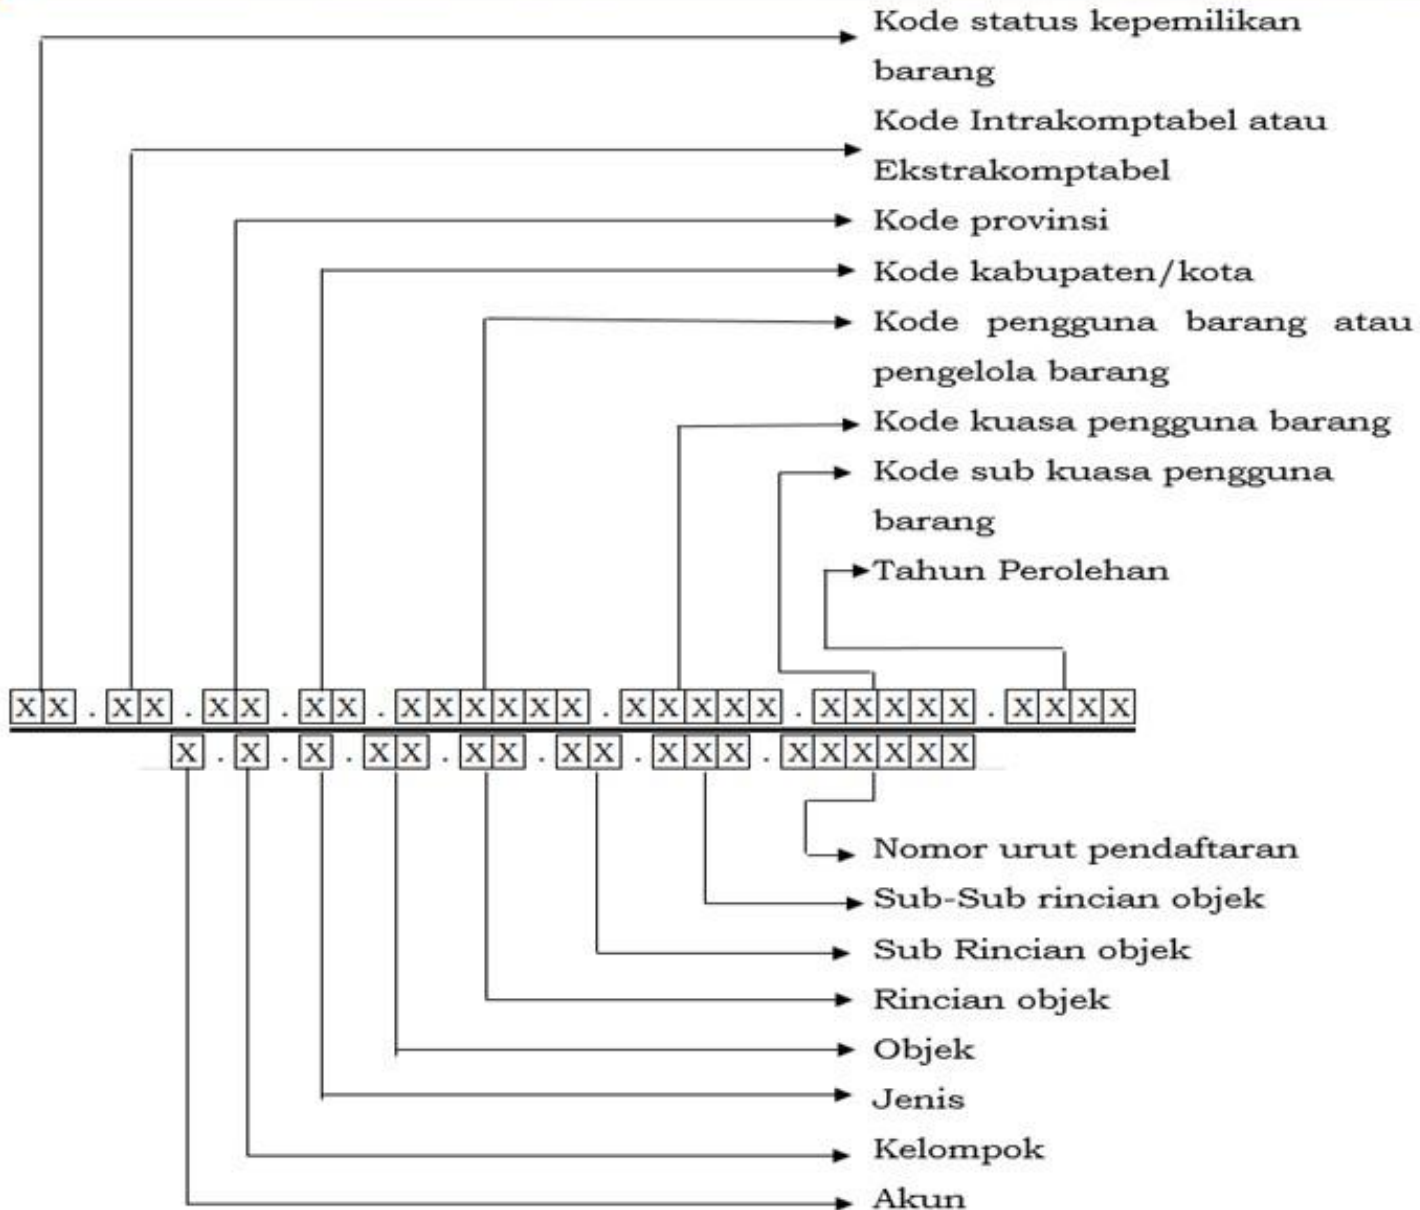 Kode status kepemilikan
barang
Kode Intrakomptabel atau
Ekstrakomptabel
Kode provinsi
Kode kabupaten/kota
Kode pengguna barang atau
pengelola barang
Kode kuasa pengguna barang
Kode sub kuasa pengguna
barang
Tahun Perolehan
XX.XX.XX.XX.XXXXXX.XXXXX.XXXXX.XXXX
X.X.X.XX.XX.XX.XXX.XXXXXX
Nomor urut pendaftaran
Sub-Sub rincian objek
Sub Rincian objek
Rincian objek
Objek
Jenis
Kelompok
Akun